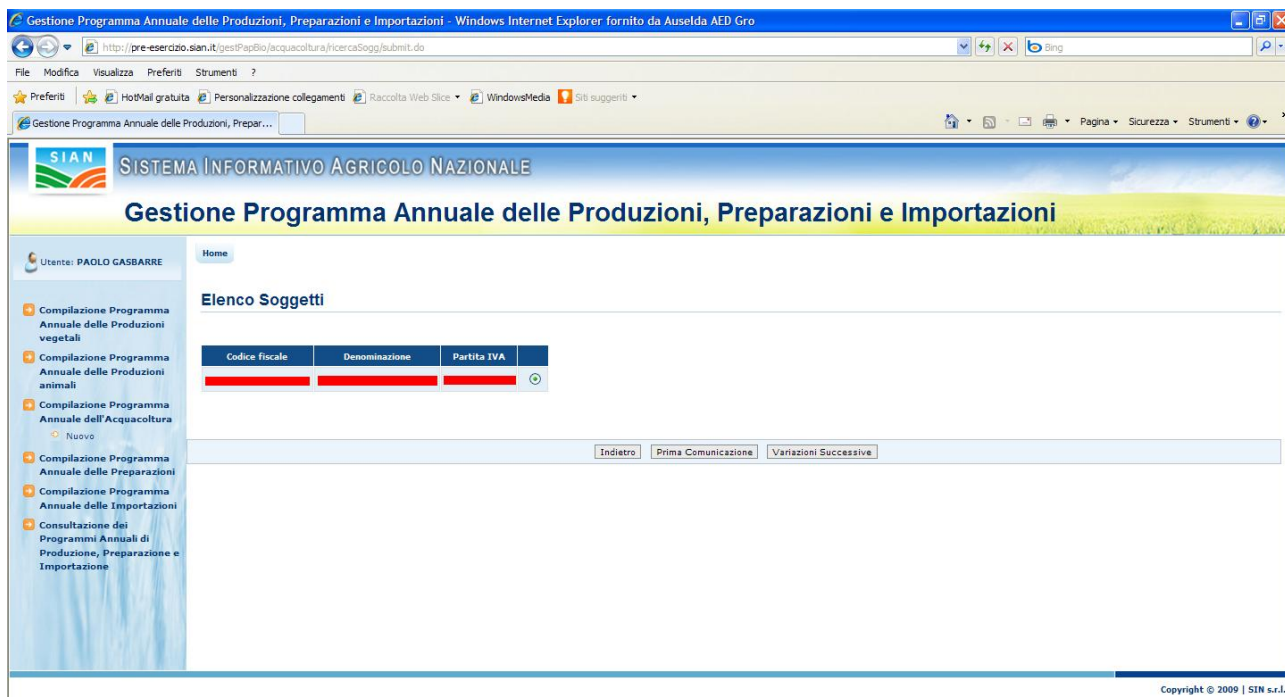 Gestione Programma Annuale delle Produzioni, Preparazioni e Importazioni - Windows Internet Explorer fornito da Auselda AED Gro
http://pre-esercizio.sian.it/gestPapBio/acquacoltura/ricercaSogg/submit.do
Bing
File Modifica Visualizza Preferiti Strumenti ?
Preferiti HotMail gratuita Personalizzazione collegamenti Raccolta Web Slice WindowsMedia Siti suggeriti
Gestione Programma Annuale delle Produzioni, Prepar...
Pagina Sicurezza Strumenti
SIAN
SISTEMA INFORMATIVO AGRICOLO NAZIONALE
Gestione Programma Annuale delle Produzioni, Preparazioni e Importazioni
Utente: PAOLO GASBARRE
Compilazione Programma
Annuale delle Produzioni
vegetali
Compilazione Programma
Annuale delle Produzioni
animali
Compilazione Programma
Annuale dell'Acquacoltura
Nuovo
Compilazione Programma
Annuale delle Preparazioni
Compilazione Programma
Annuale delle Importazioni
Consultazione dei
Programmi Annuali di
Produzione, Preparazione e
Importazione
Home
Elenco Soggetti
Codice fiscale Denominazione Partita IVA
Indietro Prima Comunicazione Variazioni Successive
Copyright © 2009 | SIN s.r.l.